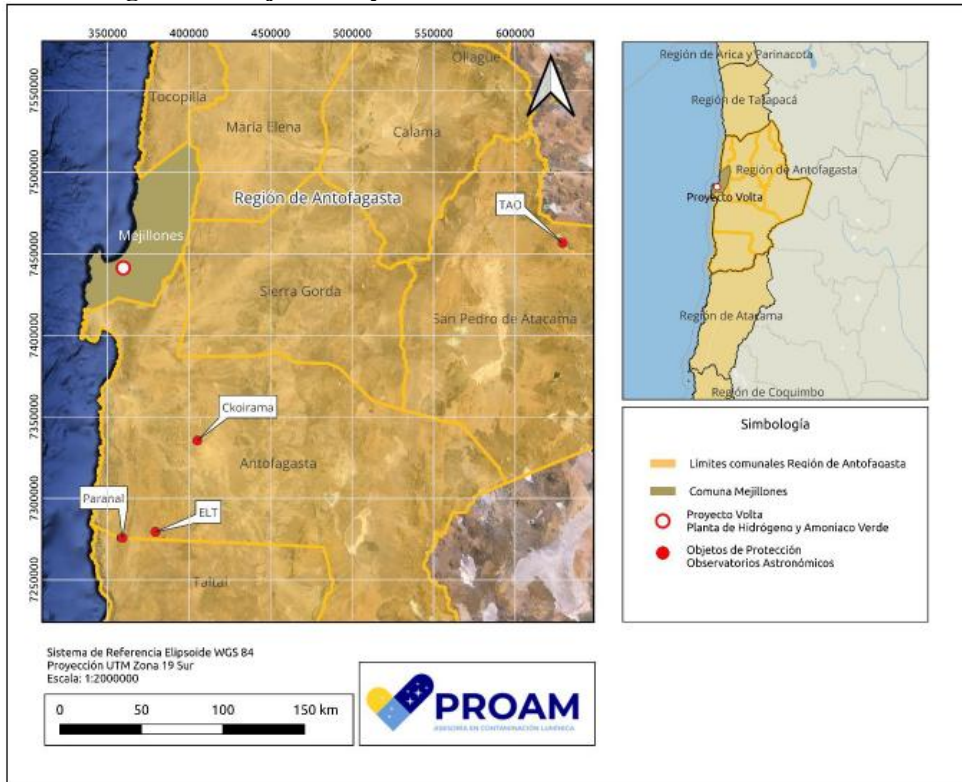 350000 400000 450000 500000 550000 600000
7550000
7500000
7450000
7400000
7350000
7300000
7250000
Ollagüe
Tocopilla
María Elena
Calama
Región de Antofagasta
TAO
Mejillones
Sierra Gorda
San Pedro de Atacama
Ckoirama
Antofagasta
Paranal
ELT
Taltal
Región de Arica y Parinacota
Región de Tarapacá
Región de Antofagasta
Proyecto Volta
Región de Atacama
Región de Coquimbo
Simbología
Límites comunales Región de Antofagasta
Comuna Mejillones
Proyecto Volta
Planta de Hidrógeno y Amoniaco Verde
Objetos de Protección
Observatorios Astronómicos
Sistema de Referencia Elipsoide WGS 84
Proyección UTM Zona 19 Sur
Escala: 1:2000000
0 50 100 150 km
PROAM
ASESORÍA EN CONTAMINACIÓN LUMÍNICA